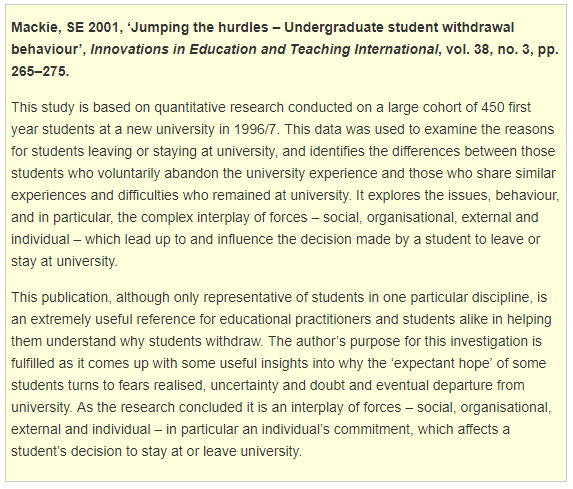 Mackie, SE 2001, ‘Jumping the hurdles – Undergraduate student withdrawal
behaviour’, Innovations in Education and Teaching International, vol. 38, no. 3, pp.
265–275.
This study is based on quantitative research conducted on a large cohort of 450 first
year students at a new university in 1996/7. This data was used to examine the reasons
for students leaving or staying at university, and identifies the differences between those
students who voluntarily abandon the university experience and those who share similar
experiences and difficulties who remained at university. It explores the issues, behaviour,
and in particular, the complex interplay of forces – social, organisational, external and
individual – which lead up to and influence the decision made by a student to leave or
stay at university.
This publication, although only representative of students in one particular discipline, is
an extremely useful reference for educational practitioners and students alike in helping
them understand why students withdraw. The author’s purpose for this investigation is
fulfilled as it comes up with some useful insights into why the ‘expectant hope’ of some
students turns to fears realised, uncertainty and doubt and eventual departure from
university. As the research concluded it is an interplay of forces – social, organisational,
external and individual – in particular an individual’s commitment, which affects a
student’s decision to stay at or leave university.